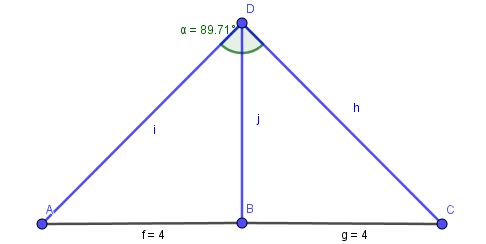 D
α = 89.71°
i
j
h
A
B
C
f = 4
g = 4